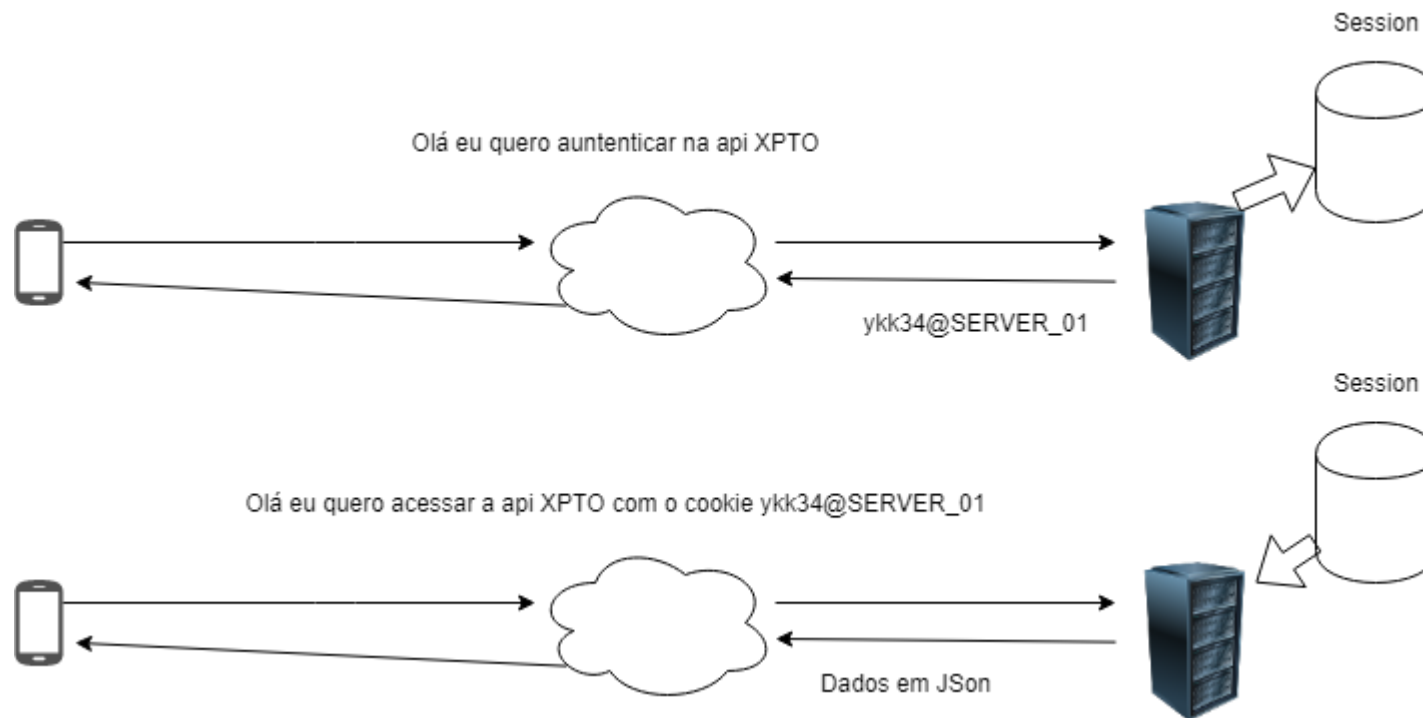 Session
Olá eu quero auntenticar na api XPTO
ykk34@SERVER_01
Session
Olá eu quero acessar a api XPTO com o cookie ykk34@SERVER_01
Dados em JSon